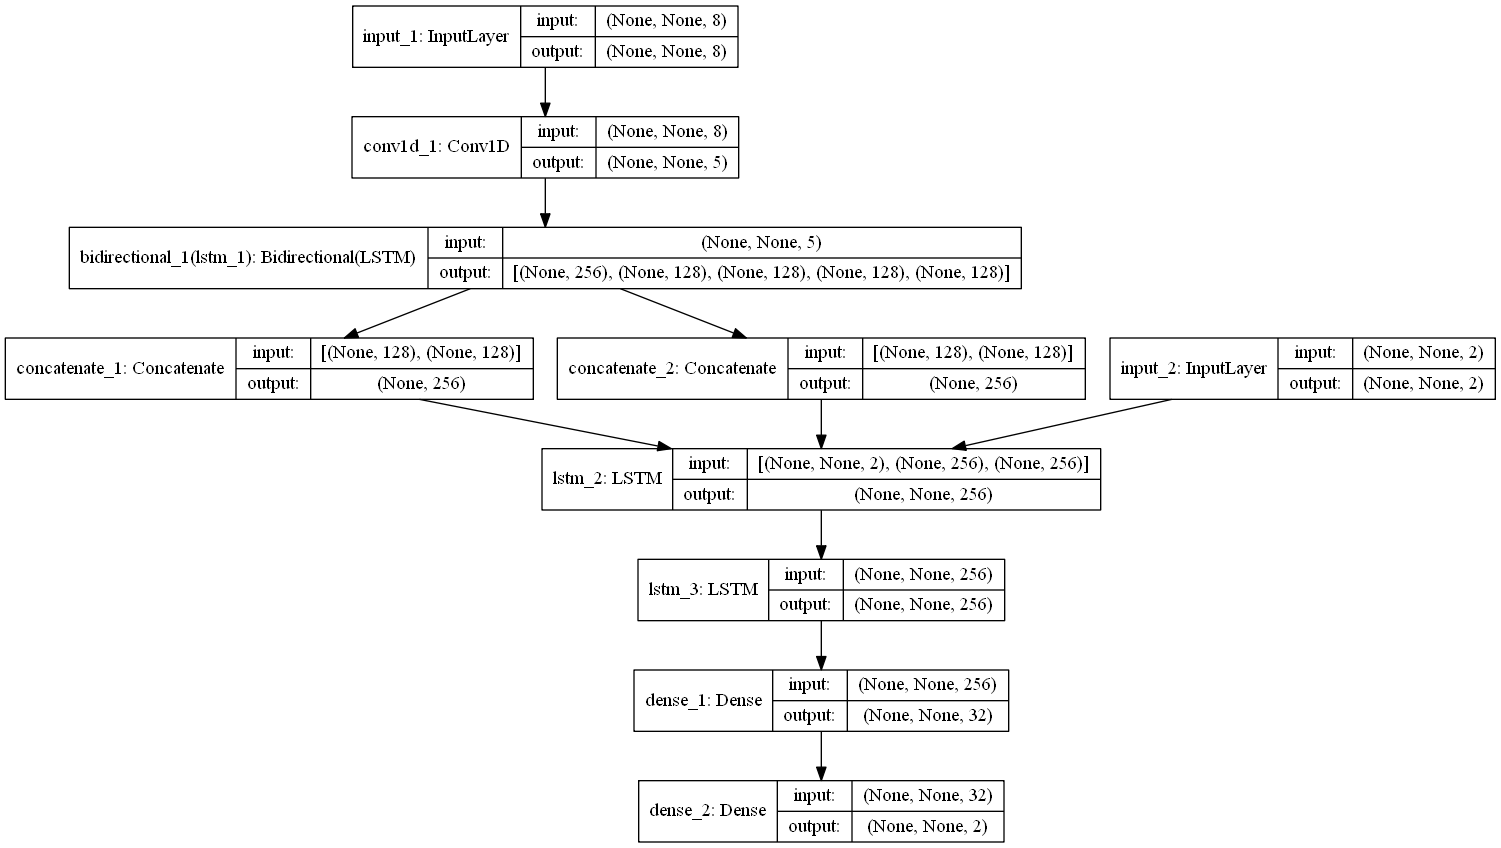 input_1: InputLayer
input: (None, None, 8)
output: (None, None, 8)
conv1d_1: Conv1D
input: (None, None, 8)
output: (None, None, 5)
bidirectional_1(lstm_1): Bidirectional(LSTM)
input: (None, None, 5)
output: [(None, 256), (None, 128), (None, 128), (None, 128), (None, 128)]
concatenate_1: Concatenate
input: [(None, 128), (None, 128)]
output: (None, 256)
concatenate_2: Concatenate
input: [(None, 128), (None, 128)]
output: (None, 256)
input_2: InputLayer
input: (None, None, 2)
output: (None, None, 2)
lstm_2: LSTM
input: [(None, None, 2), (None, 256), (None, 256)]
output: (None, None, 256)
lstm_3: LSTM
input: (None, None, 256)
output: (None, None, 256)
dense_1: Dense
input: (None, None, 256)
output: (None, None, 32)
dense_2: Dense
input: (None, None, 32)
output: (None, None, 2)